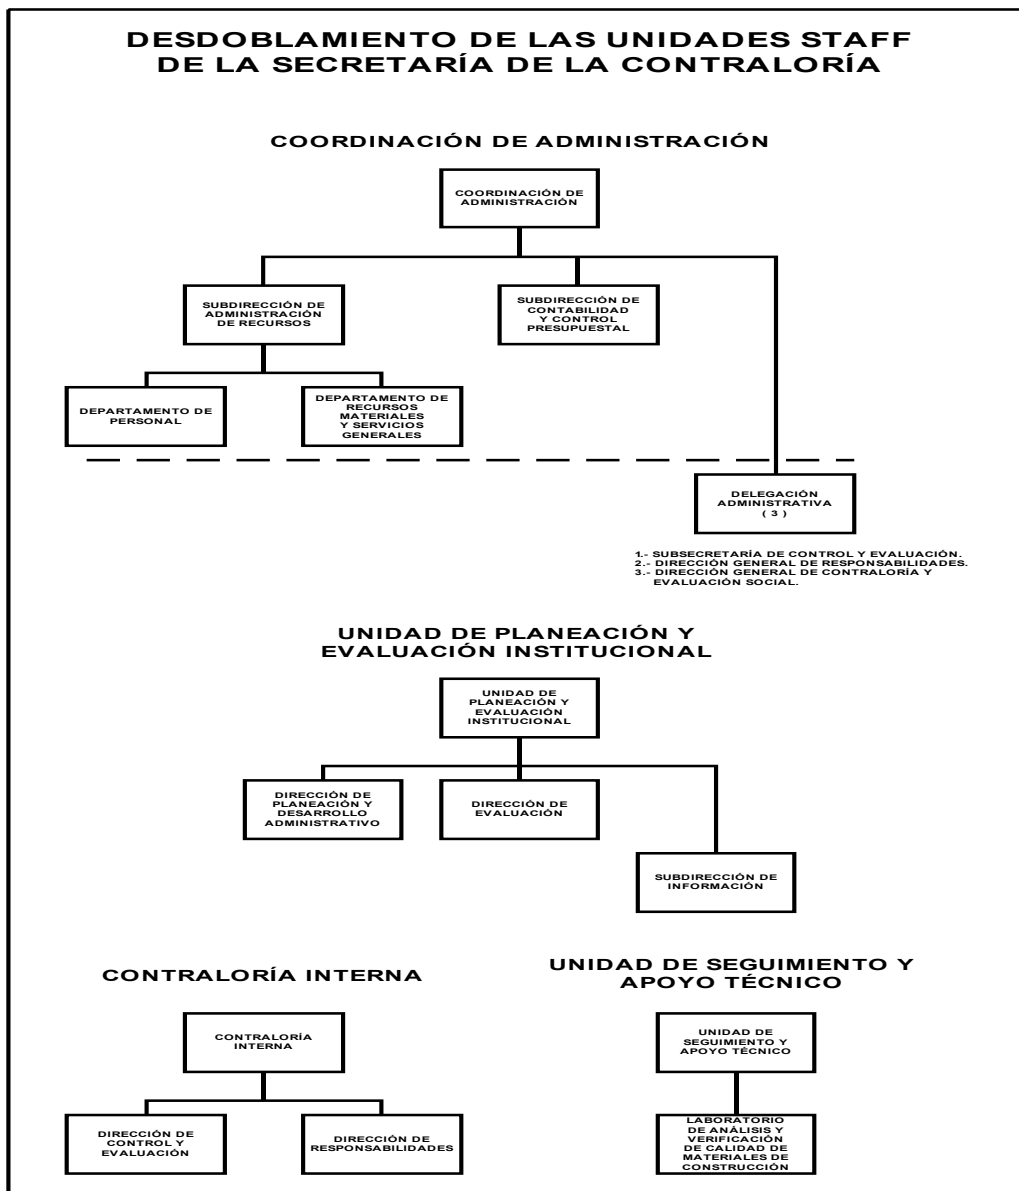 DESDOBLAMIENTO DE LAS UNIDADES STAFF
DE LA SECRETARÍA DE LA CONTRALORÍA
COORDINACIÓN DE ADMINISTRACIÓN
COORDINACIÓN DE
ADMINISTRACIÓN
SUBDIRECCIÓN DE
ADMINISTRACIÓN
DE RECURSOS
SUBDIRECCIÓN DE
CONTABILIDAD
Y CONTROL
PRESUPUESTAL
DEPARTAMENTO DE
PERSONAL
DEPARTAMENTO DE
RECURSOS
MATERIALES
Y SERVICIOS
GENERALES
DELEGACIÓN
ADMINISTRATIVA
( 3 )
1.- SUBSECRETARÍA DE CONTROL Y EVALUACIÓN.
2.- DIRECCIÓN GENERAL DE RESPONSABILIDADES.
3.- DIRECCIÓN GENERAL DE CONTRALORÍA Y
EVALUACIÓN SOCIAL.
UNIDAD DE PLANEACIÓN Y
EVALUACIÓN INSTITUCIONAL
UNIDAD DE
PLANEACIÓN Y
EVALUACIÓN
INSTITUCIONAL
DIRECCIÓN DE
PLANEACIÓN Y
DESARROLLO
ADMINISTRATIVO
DIRECCIÓN DE
EVALUACIÓN
SUBDIRECCIÓN DE
INFORMACIÓN
CONTRALORÍA INTERNA
CONTRALORÍA
INTERNA
DIRECCIÓN DE
CONTROL Y
EVALUACIÓN
DIRECCIÓN DE
RESPONSABILIDADES
UNIDAD DE SEGUIMIENTO Y
APOYO TÉCNICO
UNIDAD DE
SEGUIMIENTO Y
APOYO TÉCNICO
LABORATORIO
DE ANÁLISIS Y
VERIFICACIÓN
DE CALIDAD DE
MATERIALES DE
CONSTRUCCIÓN